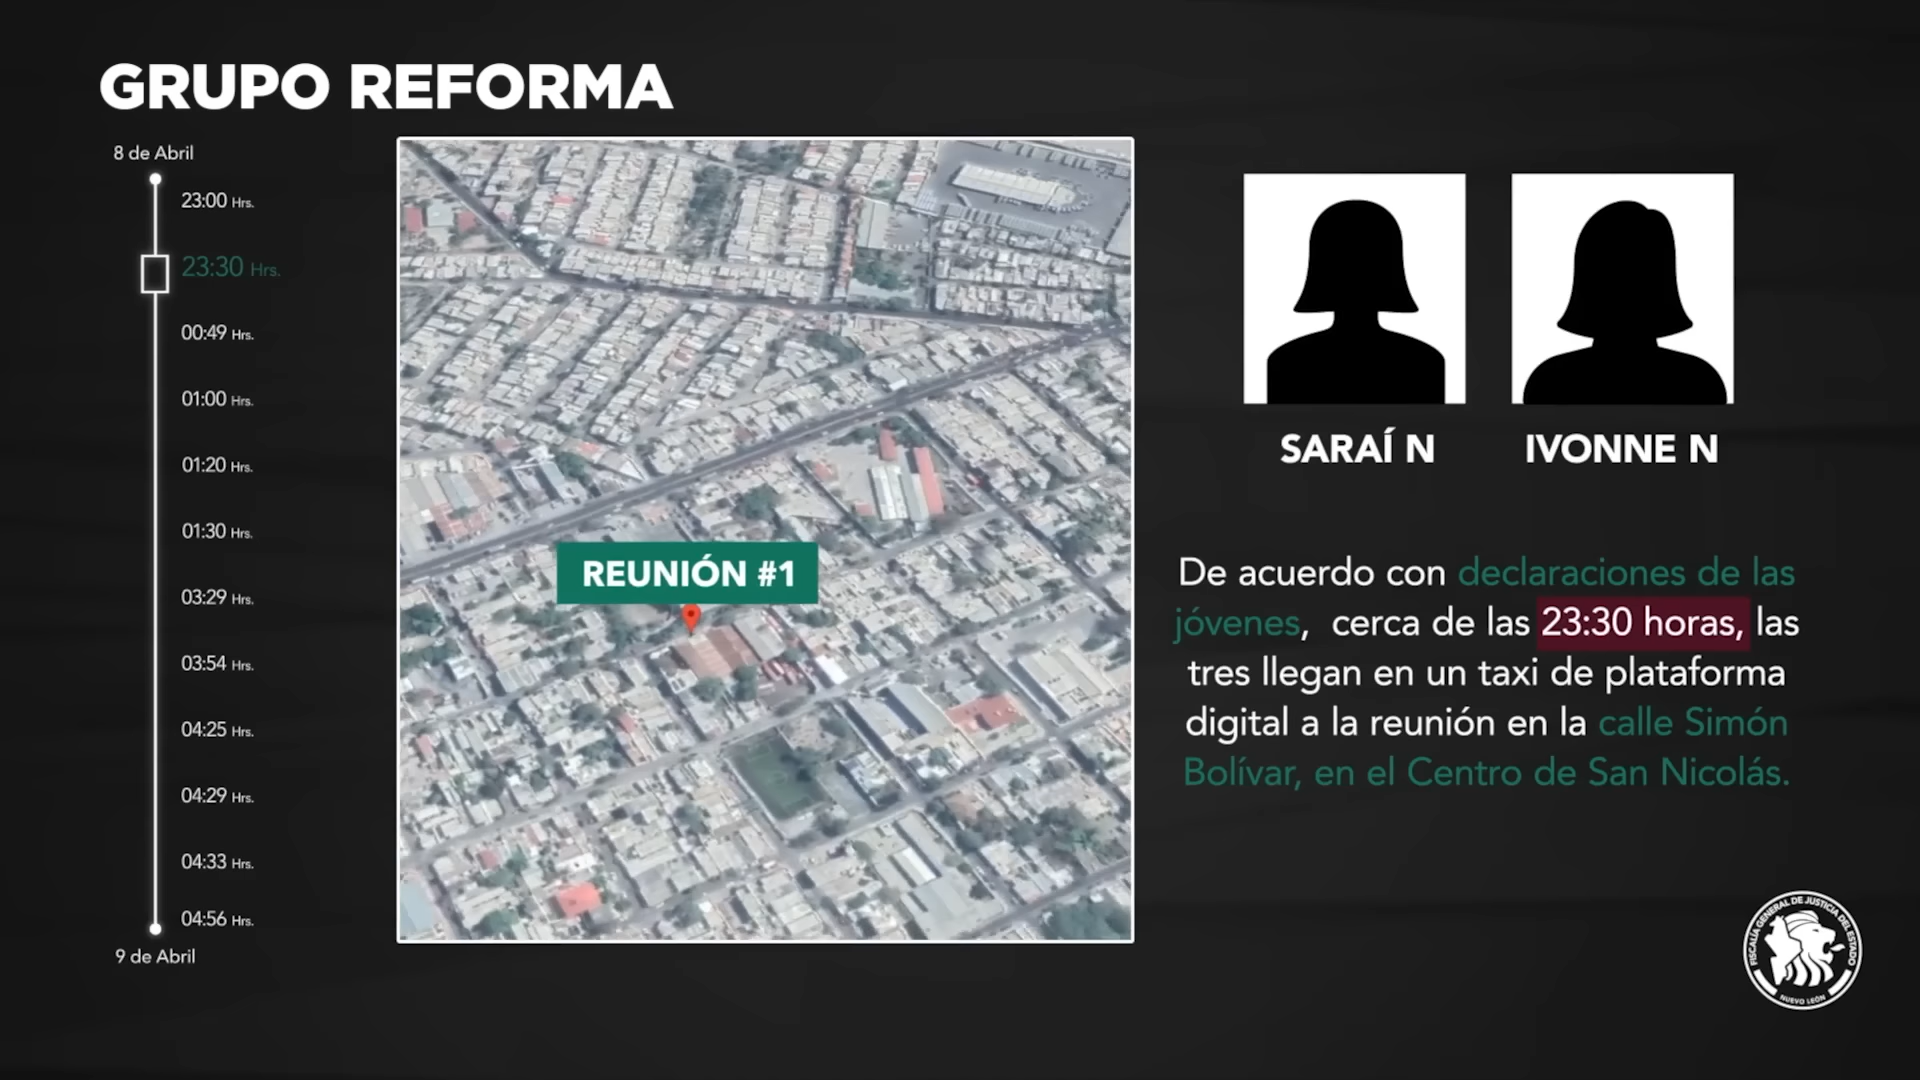 GRUPO REFORMA
8 de Abril
23:00 Hrs.
23:30 Hrs.
00:49 Hrs.
01:00 Hrs.
01:20 Hrs.
01:30 Hrs.
03:29 Hrs.
03:54 Hrs.
04:25 Hrs.
04:29 Hrs.
04:33 Hrs.
04:56 Hrs.
9 de Abril
REUNIÓN #1
SARAÍ N
IVONNE N
De acuerdo con declaraciones de las
jóvenes, cerca de las 23:30 horas, las
tres llegan en un taxi de plataforma
digital a la reunión en la calle Simón
Bolívar, en el Centro de San Nicolás.
FISCALÍA GENERAL DE JUSTICIA DEL ESTADO
NUEVO LEÓN